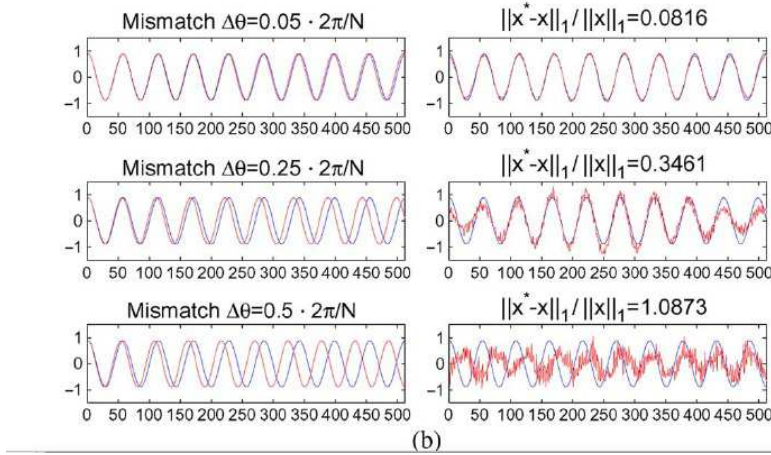 Mismatch Δθ=0.05 · 2π/N
||x*-x||₁/||x||₁=0.0816
1
0
−1
0 50 100 150 200 250 300 350 400 450 500
1
0
−1
0 50 100 150 200 250 300 350 400 450 500
Mismatch Δθ=0.25 · 2π/N
||x*-x||₁/||x||₁=0.3461
1
0
−1
0 50 100 150 200 250 300 350 400 450 500
1
0
−1
0 50 100 150 200 250 300 350 400 450 500
Mismatch Δθ=0.5 · 2π/N
||x*-x||₁/||x||₁=1.0873
1
0
−1
0 50 100 150 200 250 300 350 400 450 500
1
0
−1
0 50 100 150 200 250 300 350 400 450 500
(b)